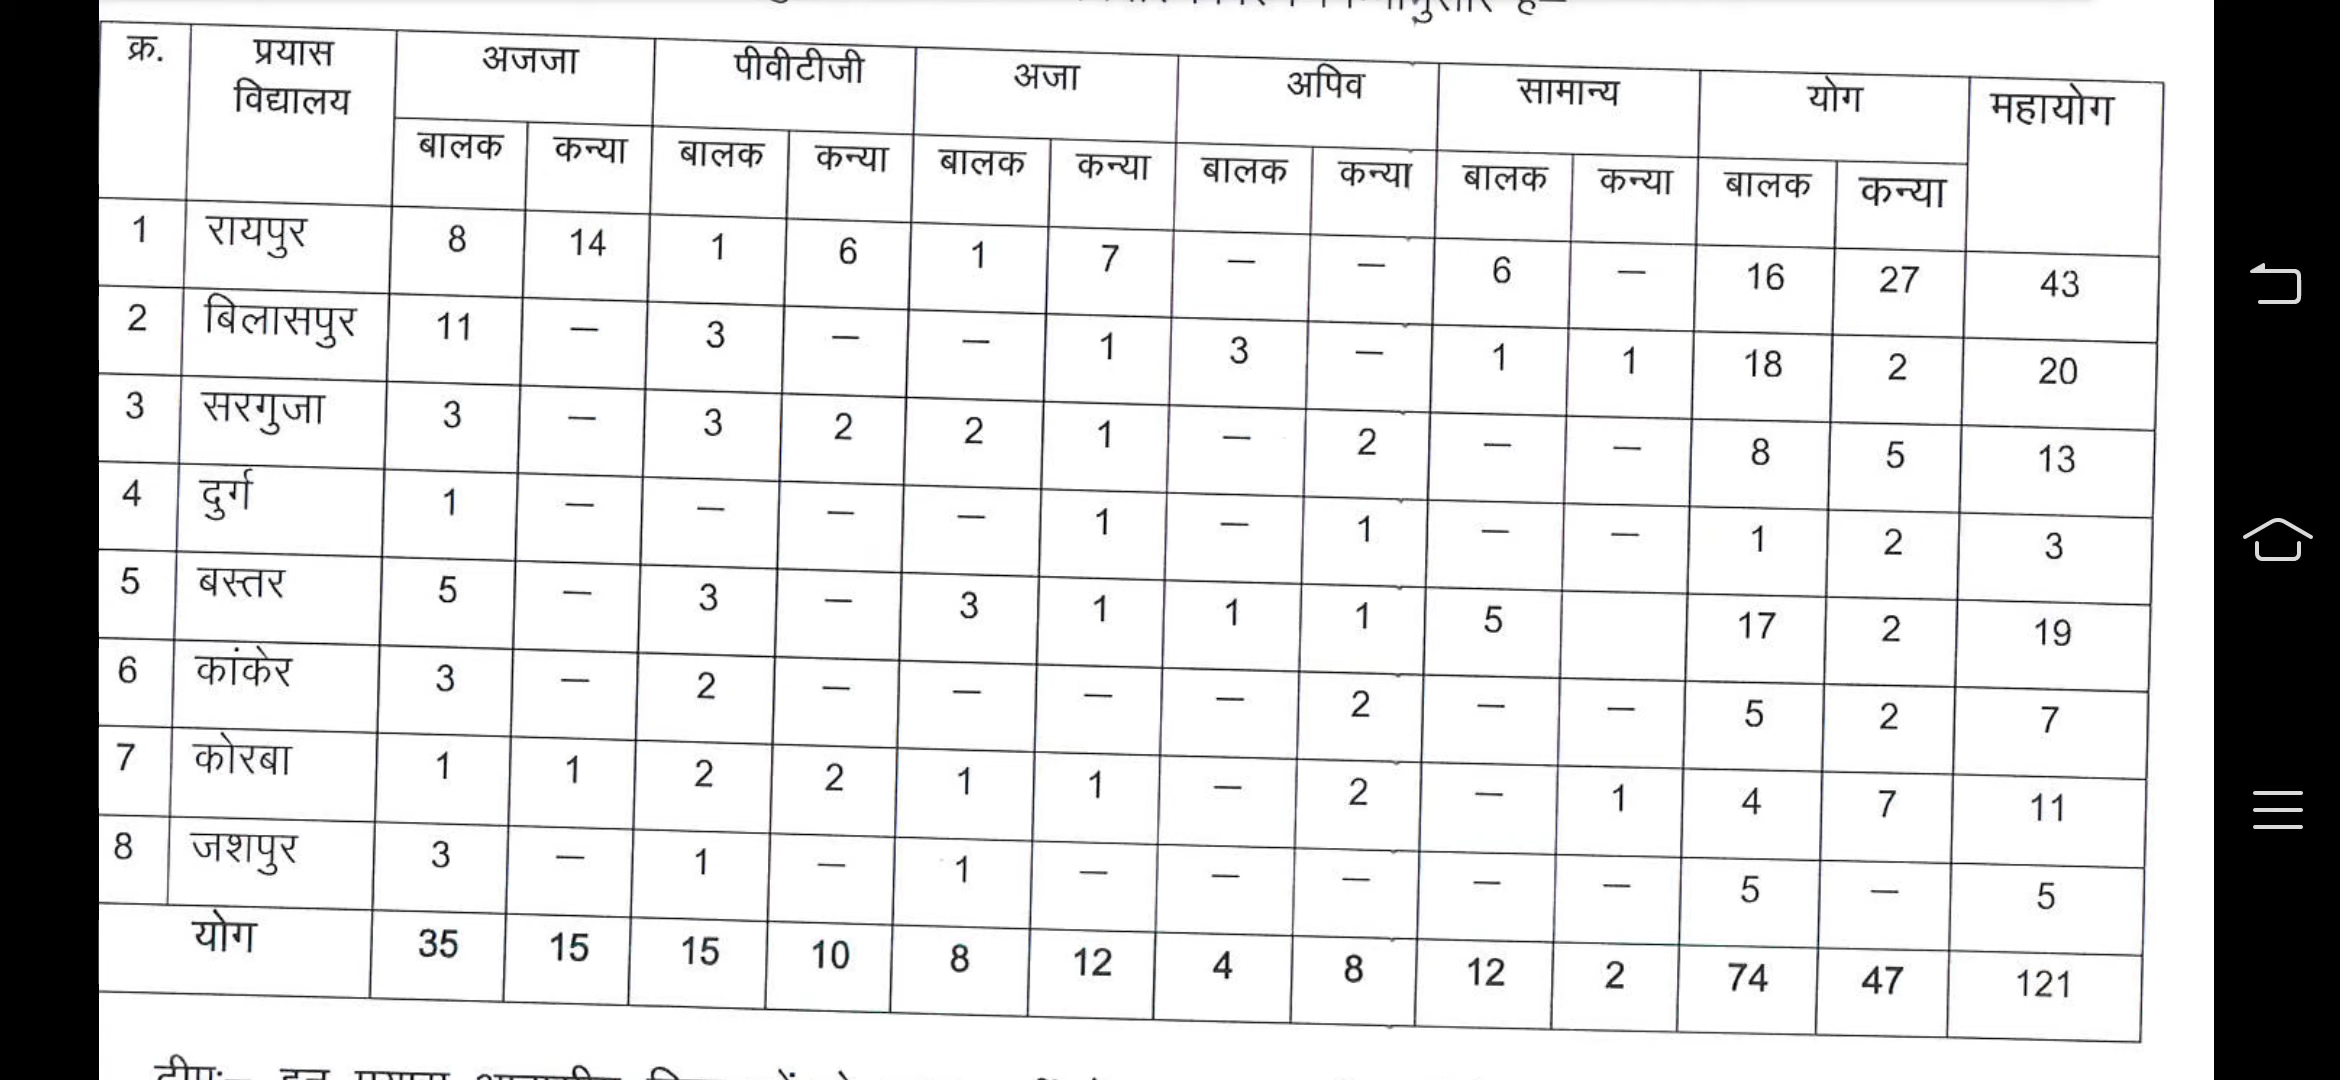 क्र. प्रयास विद्यालय अजजा पीवीटीजी अजा अपिव सामान्य योग महायोग
बालक कन्या बालक कन्या बालक कन्या बालक कन्या बालक कन्या बालक कन्या
1 रायपुर 8 14 1 6 1 7 – – 6 – 16 27 43
2 बिलासपुर 11 – 3 – – 1 3 – 1 1 18 2 20
3 सरगुजा 3 – 3 2 2 1 – 2 – – 8 5 13
4 दुर्ग 1 – – – – 1 – 1 – – 1 2 3
5 बस्तर 5 – 3 – 3 1 1 1 5 17 2 19
6 कांकेर 3 – 2 – – – – 2 – – 5 2 7
7 कोरबा 1 1 2 2 1 1 – 2 – 1 4 7 11
8 जशपुर 3 – 1 – 1 – – – – – 5 – 5
योग 35 15 15 10 8 12 4 8 12 2 74 47 121